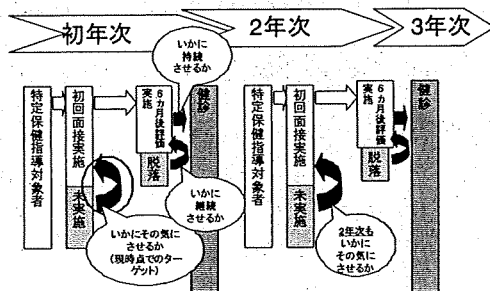 初年次
2年次
3年次
いかに
持続
させるか
特定保健指導対象者
初回面接実施
未実施
6カ月後評価
実施
脱落
健診
いかに
継続
させるか
いかにその気に
させるか
(現時点でのター
ゲット)
特定保健指導対象者
初回面接実施
未実施
6カ月後評価
実施
脱落
健診
2年次も
いかに
その気に
させるか